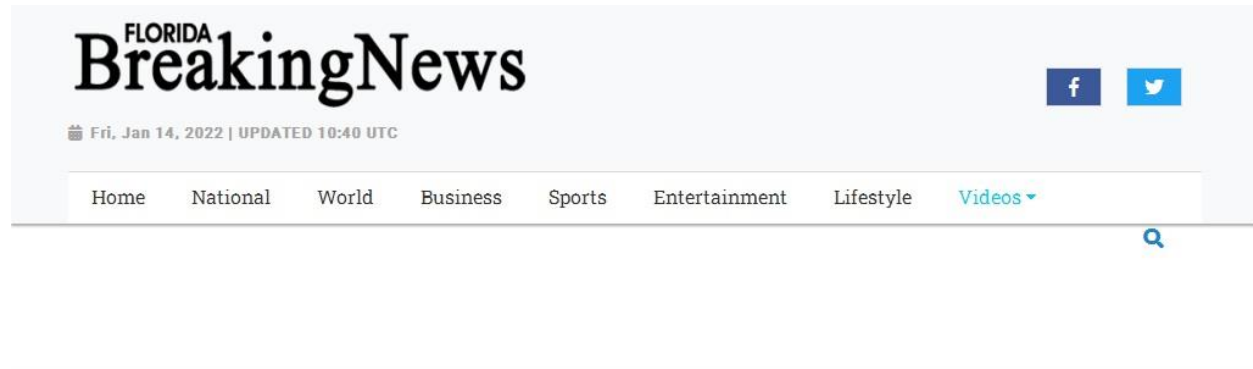 FLORIDA
BreakingNews
Fri, Jan 14, 2022 | UPDATED 10:40 UTC
Home National World Business Sports Entertainment Lifestyle Videos